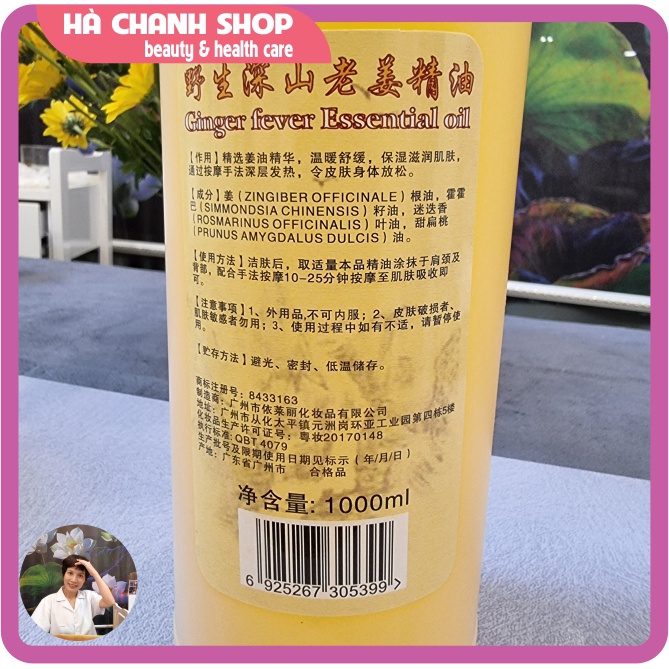 HÀ CHANH SHOP
beauty & health care
野生深山老姜精油
Ginger fever Essential oil
【作用】精选姜油精华，温暖舒缓，保湿滋润肌肤，
通过按摩手法深层发热，令皮肤身体放松。
【成分】姜（ZINGIBER OFFICINALE）根油，霍霍
巴（SIMMONDSIA CHINENSIS）籽油，迷迭香
（ROSMARINUS OFFICINALIS）叶油，甜扁桃
（PRUNUS AMYGDALUS DULCIS）油。
【使用方法】洁肤后，取适量本品精油涂抹于肩颈及
背部，配合手法按摩10-25分钟按摩至肌肤吸收即
可。
【注意事项】1、外用品,不可内服；2、皮肤破损者、
肌肤敏感者勿用；3、使用过程中如有不适，请暂停使
用。
【贮存方法】避光、密封、低温储存。
商标注册号：8433163
制造商：广州市依莱丽化妆品有限公司
地址：广州市从化太平镇元洲岗环亚工业园第四栋5楼
化妆品生产许可证号：粤妆20170148
执行标准: QBT 4079
生产批号及限期使用日期见标示（年/月/日）
产地：广东省广州市 合格品
净含量: 1000ml
6 925267 305399